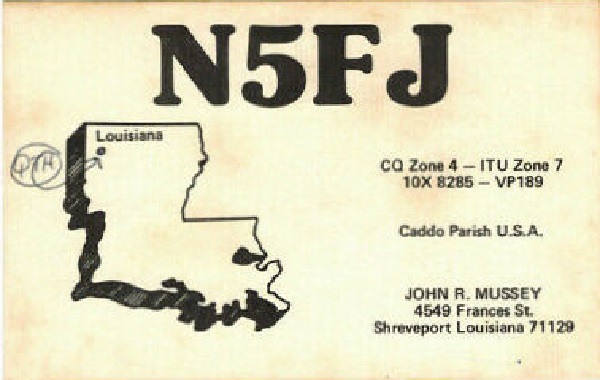 N5FJ
Louisiana
QTH
CQ Zone 4 — ITU Zone 7
10X 8285 — VP189
Caddo Parish U.S.A.
JOHN R. MUSSEY
4549 Frances St.
Shreveport Louisiana 71129